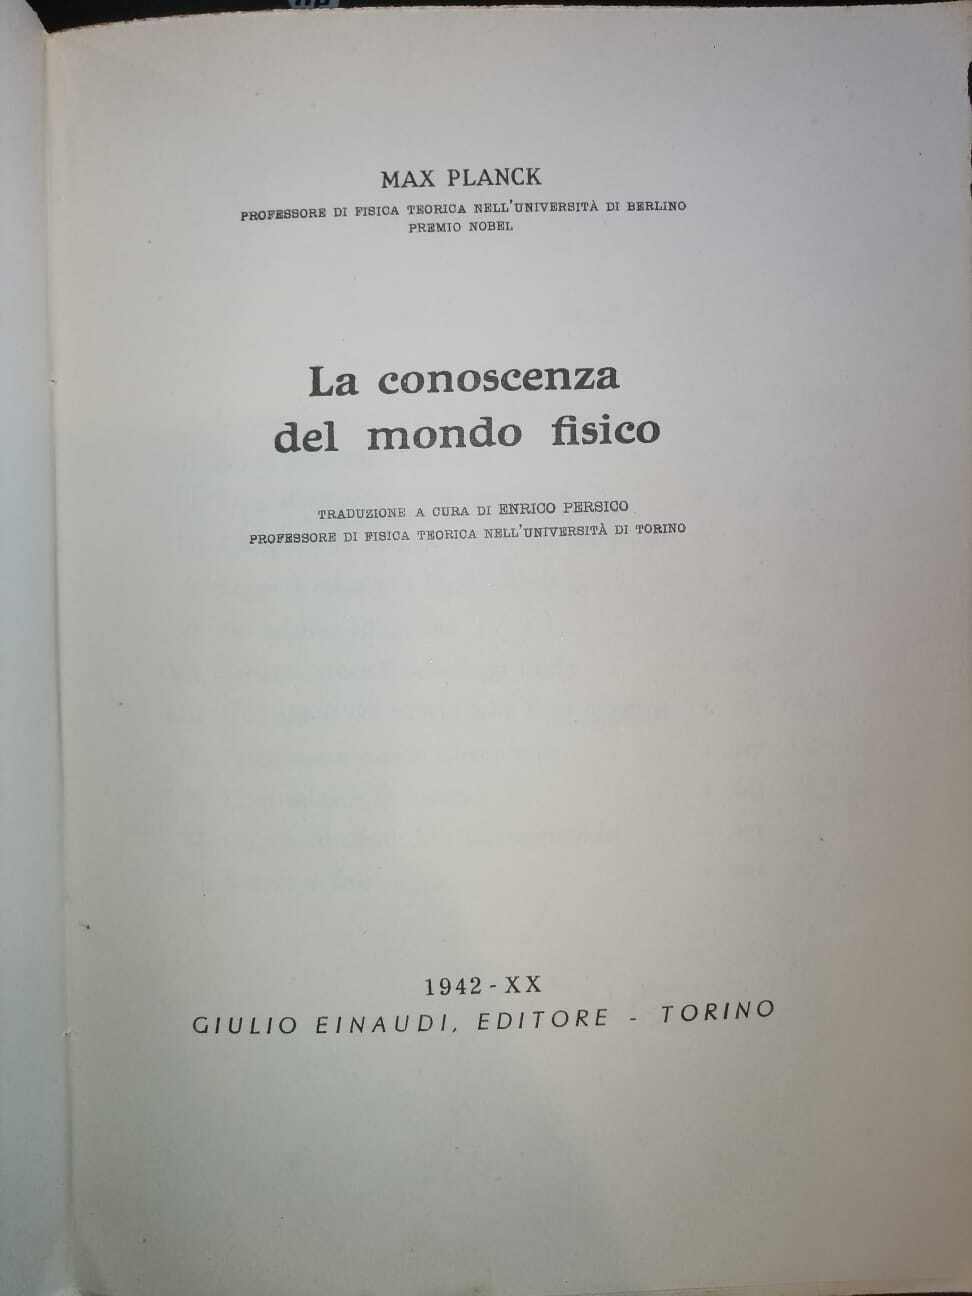 MAX PLANCK
PROFESSORE DI FISICA TEORICA NELL'UNIVERSITÀ DI BERLINO
PREMIO NOBEL
La conoscenza
del mondo fisico
TRADUZIONE A CURA DI ENRICO PERSICO
PROFESSORE DI FISICA TEORICA NELL'UNIVERSITÀ DI TORINO
1942 - XX
GIULIO EINAUDI, EDITORE - TORINO